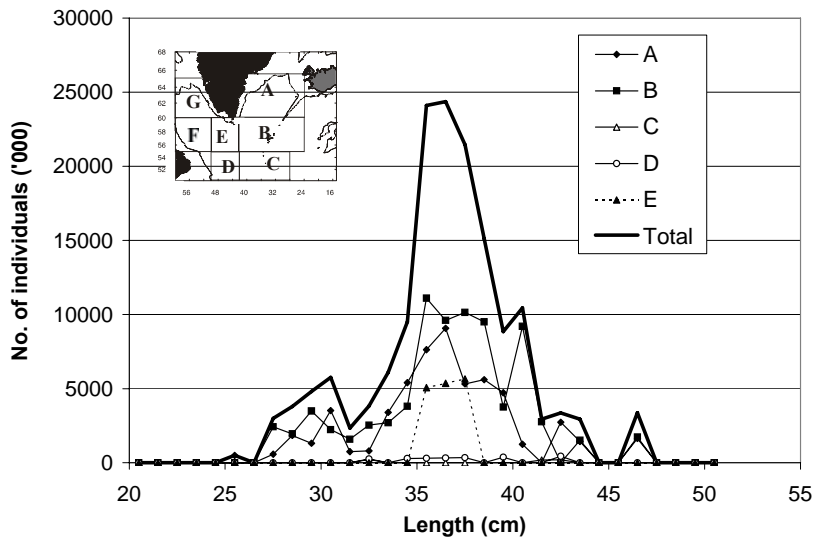 30000
25000
20000
15000
10000
5000
0
No. of individuals ('000)
20 25 30 35 40 45 50 55
Length (cm)
68
66
64
62
60
58
56
54
52
56 48 40 32 24 16
A
G
F
E
B
D
C
A
B
C
D
E
Total